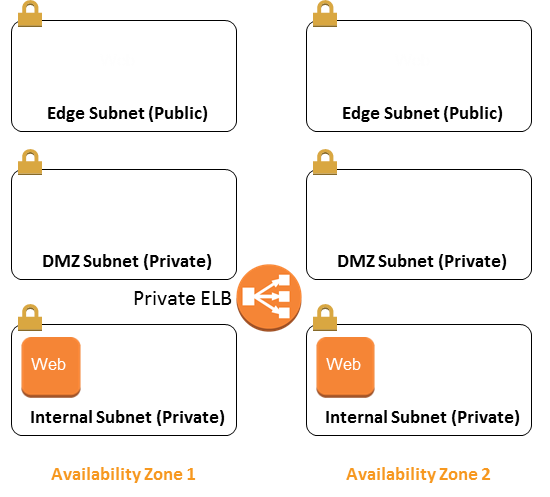 Edge Subnet (Public)
Edge Subnet (Public)
DMZ Subnet (Private)
DMZ Subnet (Private)
Private ELB
Web
Web
Internal Subnet (Private)
Internal Subnet (Private)
Availability Zone 1
Availability Zone 2